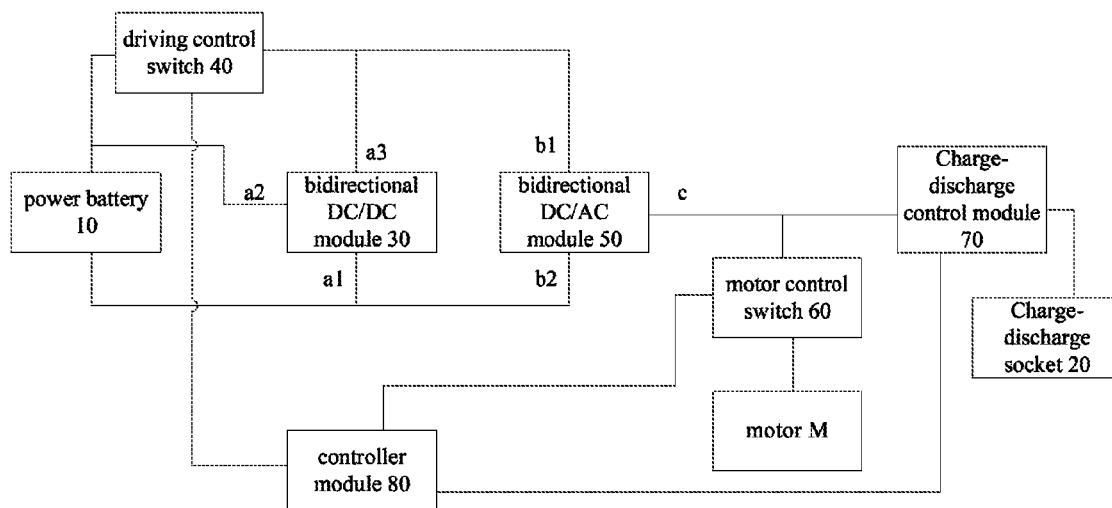 driving control
switch 40
a3
b1
power battery
10
a2
bidirectional
DC/DC
module 30
bidirectional
DC/AC
module 50
c
Charge-
discharge
control module
70
a1
b2
motor control
switch 60
Charge-
discharge
socket 20
motor M
controller
module 80